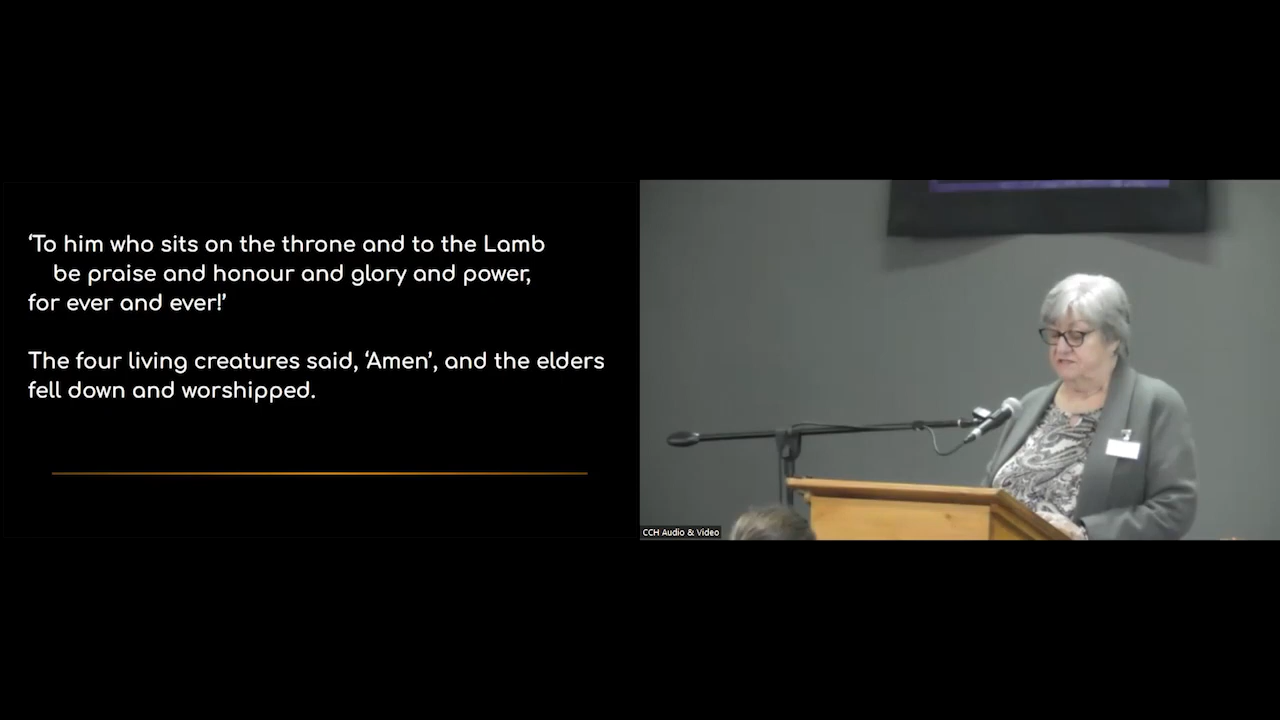 ‘To him who sits on the throne and to the Lamb
be praise and honour and glory and power,
for ever and ever!’
The four living creatures said, ‘Amen’, and the elders
fell down and worshipped.
CCH Audio & Video